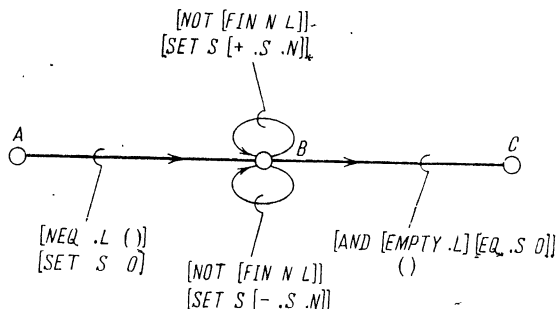 [NOT [FIN N L]]
[SET S [+ .S .N]]
A
B
C
[NEQ .L ()]
[SET S 0]
[NOT [FIN N L]]
[SET S [- .S .N]]
[AND [EMPTY .L] [EQ .S 0]]
()